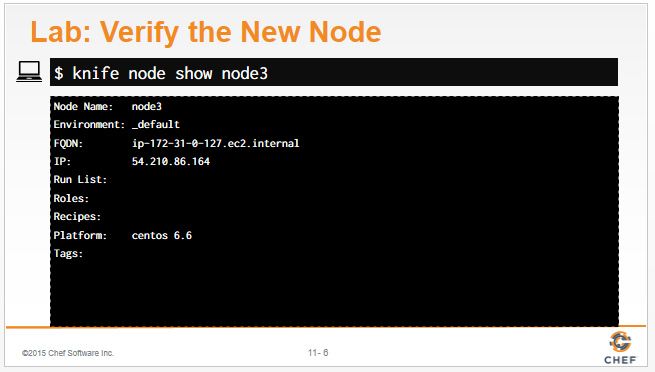 Lab: Verify the New Node
$ knife node show node3
Node Name: node3
Environment: _default
FQDN: ip-172-31-0-127.ec2.internal
IP: 54.210.86.164
Run List:
Roles:
Recipes:
Platform: centos 6.6
Tags:
©2015 Chef Software Inc.
11- 6
CHEF